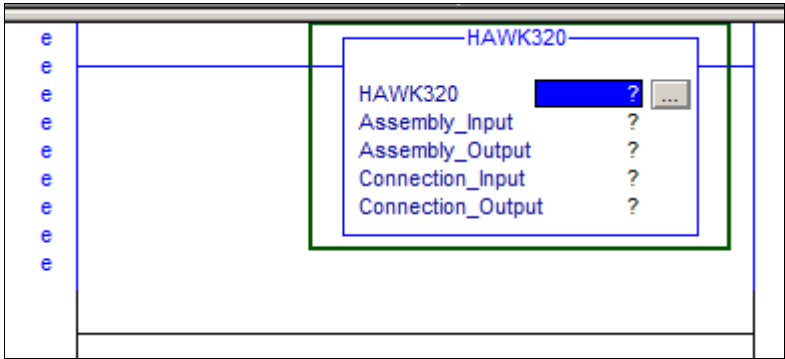 HAWK320
e
e
e HAWK320 ? ...
e Assembly_Input ?
e Assembly_Output ?
e Connection_Input ?
e Connection_Output ?
e
e